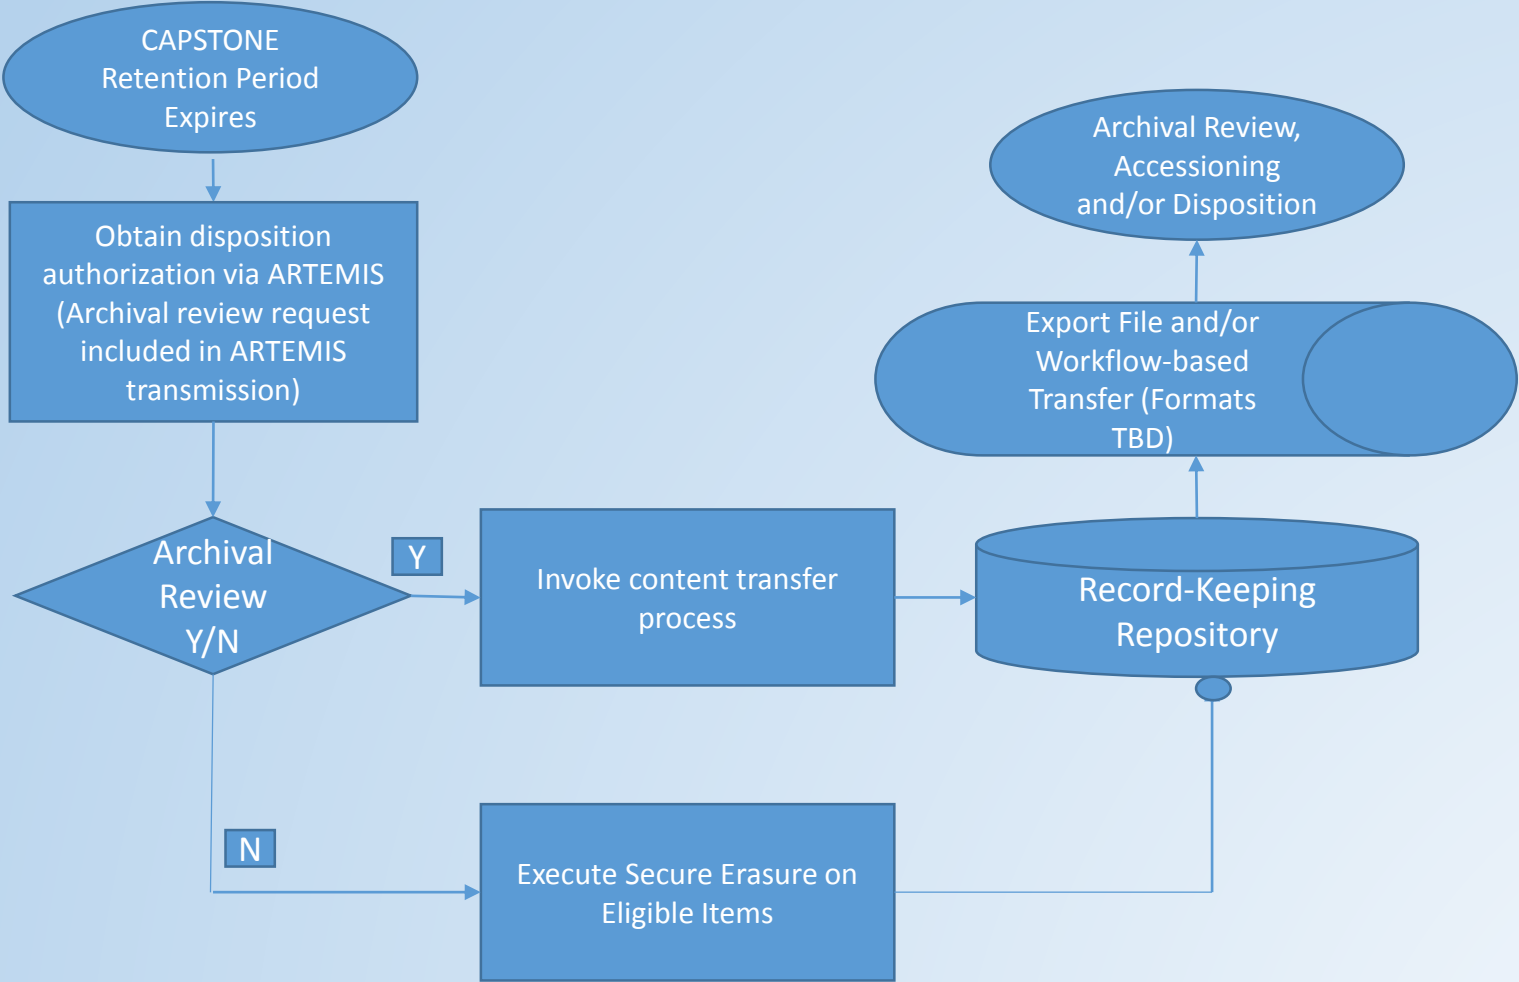 CAPSTONE
Retention Period
Expires
Obtain disposition
authorization via ARTEMIS
(Archival review request
included in ARTEMIS
transmission)
Archival
Review
Y/N
Y
Invoke content transfer
process
Record-Keeping
Repository
Export File and/or
Workflow-based
Transfer (Formats
TBD)
Archival Review,
Accessioning
and/or Disposition
N
Execute Secure Erasure on
Eligible Items